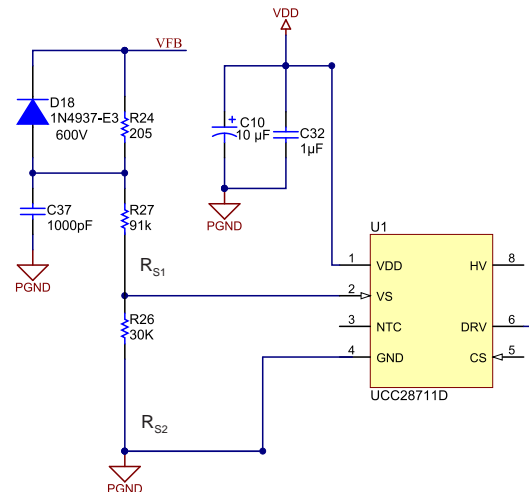 VDD
VFB
D18
1N4937-E3
600V
R24
205
C10
+
10 µF
C32
1µF
C37
1000pF
R27
91k
PGND
PGND
U1
RS1
1
VDD
HV
8
2
VS
R26
30K
3
NTC
DRV
6
4
GND
CS
5
UCC28711D
RS2
PGND